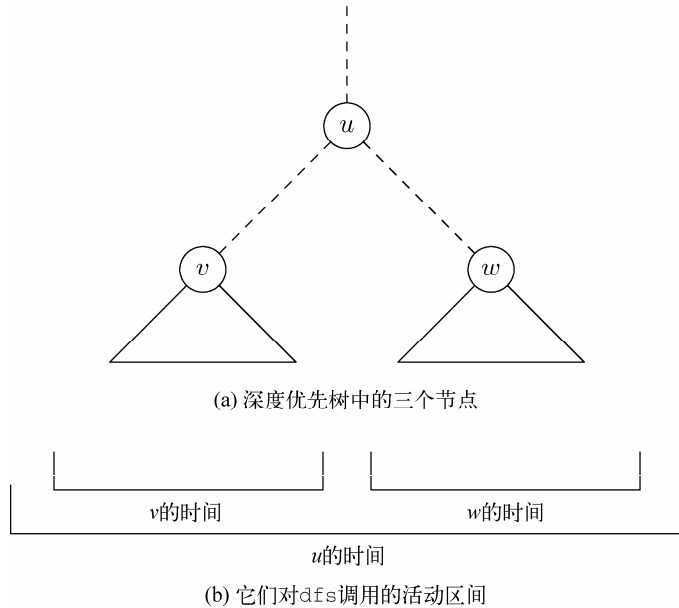 u
v w
(a) 深度优先树中的三个节点
v的时间 w的时间
u的时间
(b) 它们对dfs调用的活动区间